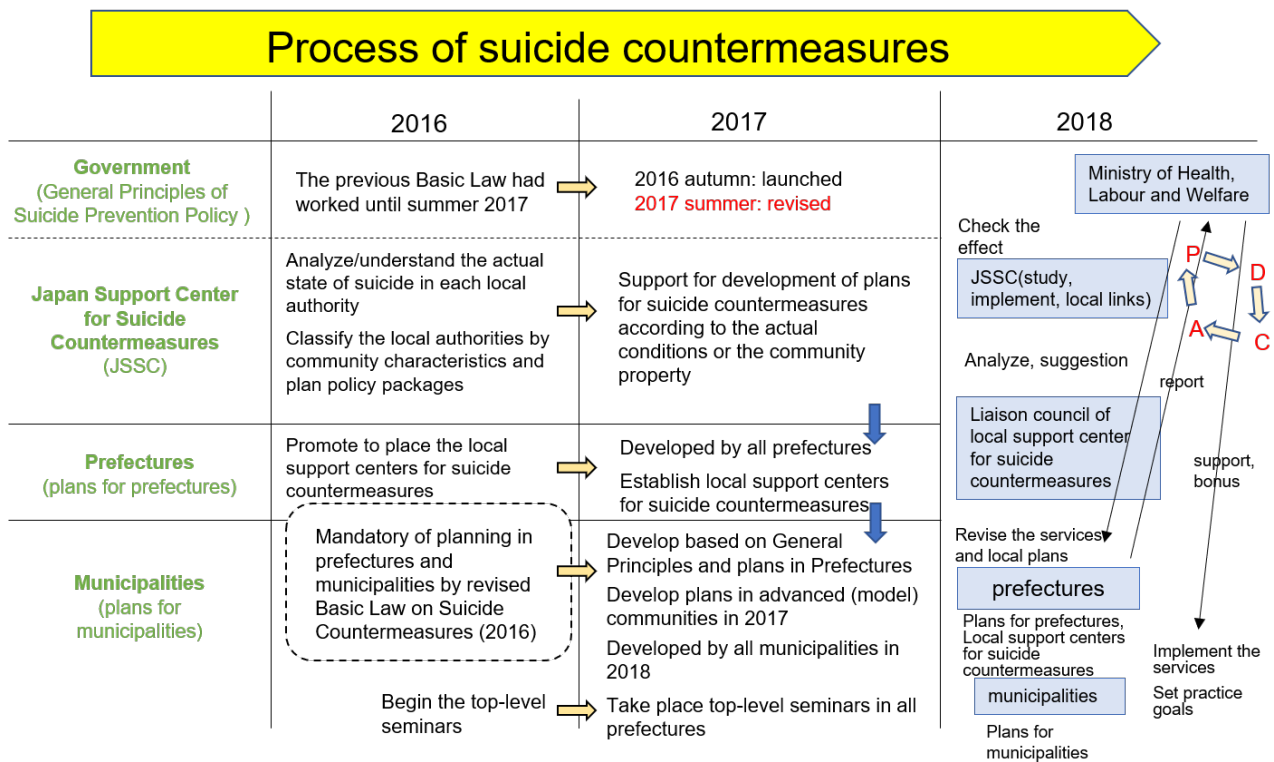 Process of suicide countermeasures
2016
2017
2018
Government
(General Principles of
Suicide Prevention Policy )
The previous Basic Law had
worked until summer 2017
2016 autumn: launched
2017 summer: revised
Japan Support Center
for Suicide
Countermeasures
(JSSC)
Analyze/understand the actual
state of suicide in each local
authority
Classify the local authorities by
community characteristics and
plan policy packages
Support for development of plans
for suicide countermeasures
according to the actual
conditions or the community
property
Prefectures
(plans for prefectures)
Promote to place the local
support centers for suicide
countermeasures
Developed by all prefectures
Establish local support centers
for suicide countermeasures
Municipalities
(plans for
municipalities)
Mandatory of planning in
prefectures and
municipalities by revised
Basic Law on Suicide
Countermeasures (2016)
Begin the top-level
seminars
Develop based on General
Principles and plans in Prefectures
Develop plans in advanced (model)
communities in 2017
Developed by all municipalities in
2018
Take place top-level seminars in all
prefectures
Ministry of Health,
Labour and Welfare
Check the
effect
P
D
C
A
JSSC(study,
implement, local links)
Analyze, suggestion
report
Liaison council of
local support center
for suicide
countermeasures
support,
bonus
Revise the services
and local plans
prefectures
Plans for prefectures,
Local support centers
for suicide
countermeasures
Implement the
services
Set practice
goals
municipalities
Plans for
municipalities